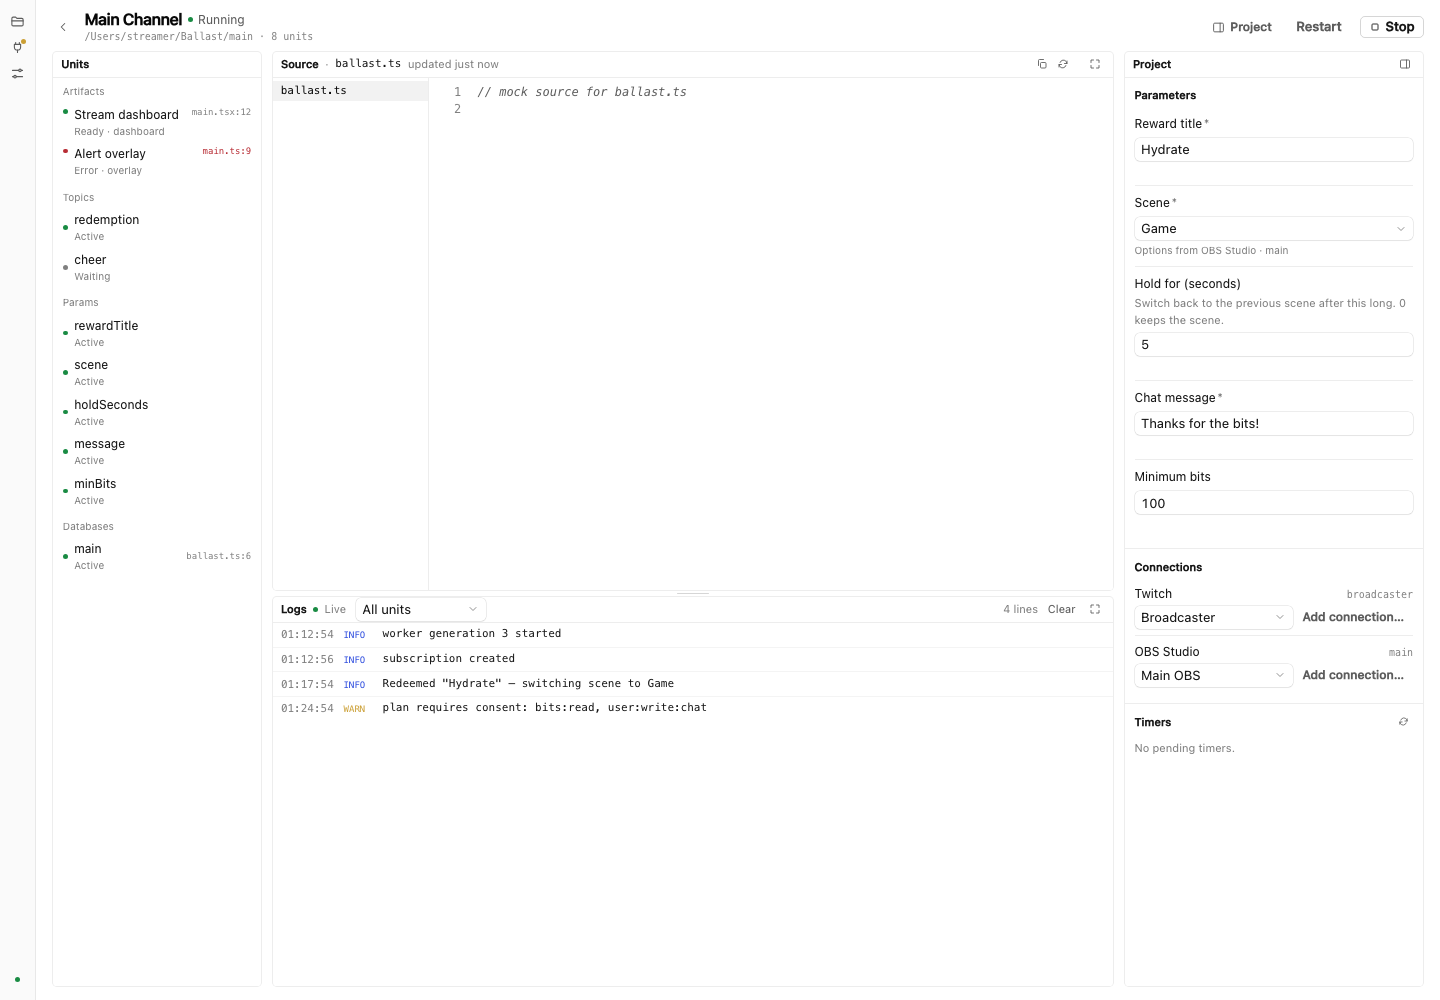 Main Channel
Running
/Users/streamer/Ballast/main · 8 units
Project
Restart
Stop
Units
Artifacts
Stream dashboard
main.tsx:12
Ready · dashboard
Alert overlay
main.ts:9
Error · overlay
Topics
redemption
Active
cheer
Waiting
Params
rewardTitle
Active
scene
Active
holdSeconds
Active
message
Active
minBits
Active
Databases
main
ballast.ts:6
Active
Source · ballast.ts updated just now
ballast.ts
1 // mock source for ballast.ts
2
Logs
Live
All units
4 lines
Clear
01:12:54 INFO worker generation 3 started
01:12:56 INFO subscription created
01:17:54 INFO Redeemed "Hydrate" — switching scene to Game
01:24:54 WARN plan requires consent: bits:read, user:write:chat
Project
Parameters
Reward title *
Hydrate
Scene *
Game
Options from OBS Studio · main
Hold for (seconds)
Switch back to the previous scene after this long. 0
keeps the scene.
5
Chat message *
Thanks for the bits!
Minimum bits
100
Connections
Twitch
broadcaster
Broadcaster
Add connection...
OBS Studio
main
Main OBS
Add connection...
Timers
No pending timers.